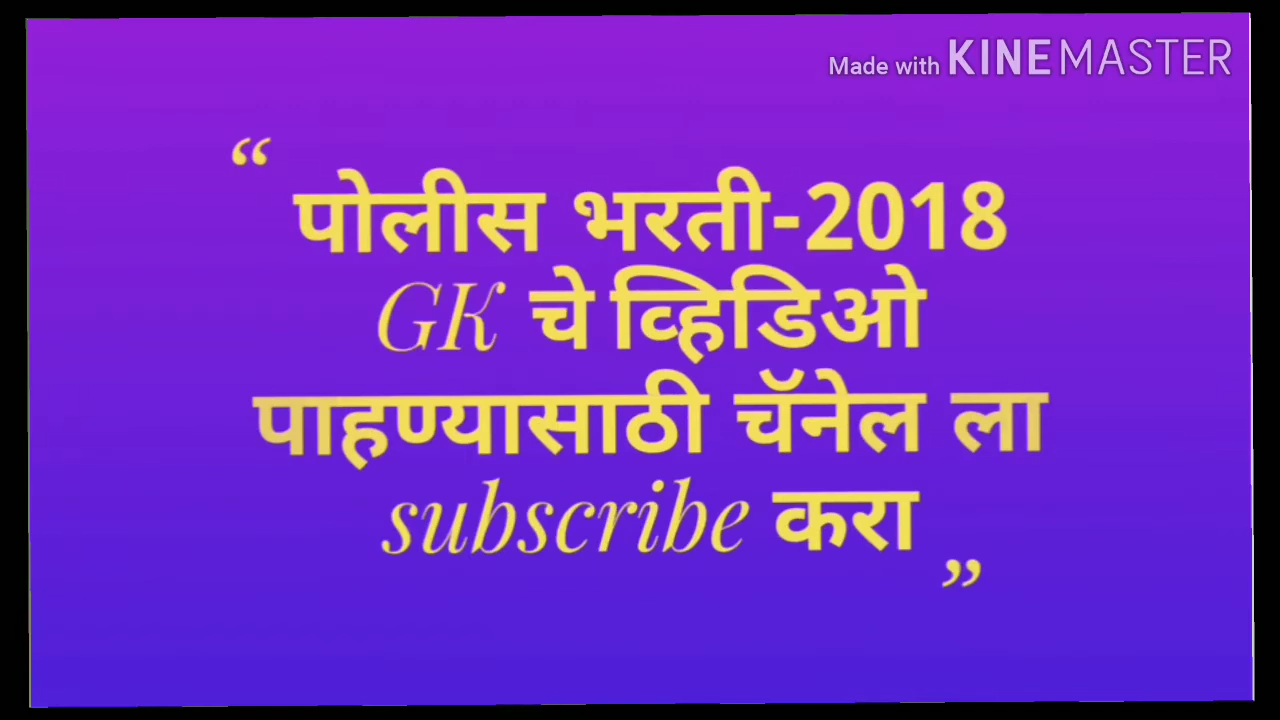 Made with KINEMASTER
“
पोलीस भरती-2018
GK चे व्हिडिओ
पाहण्यासाठी चॅनेल ला
subscribe करा
”